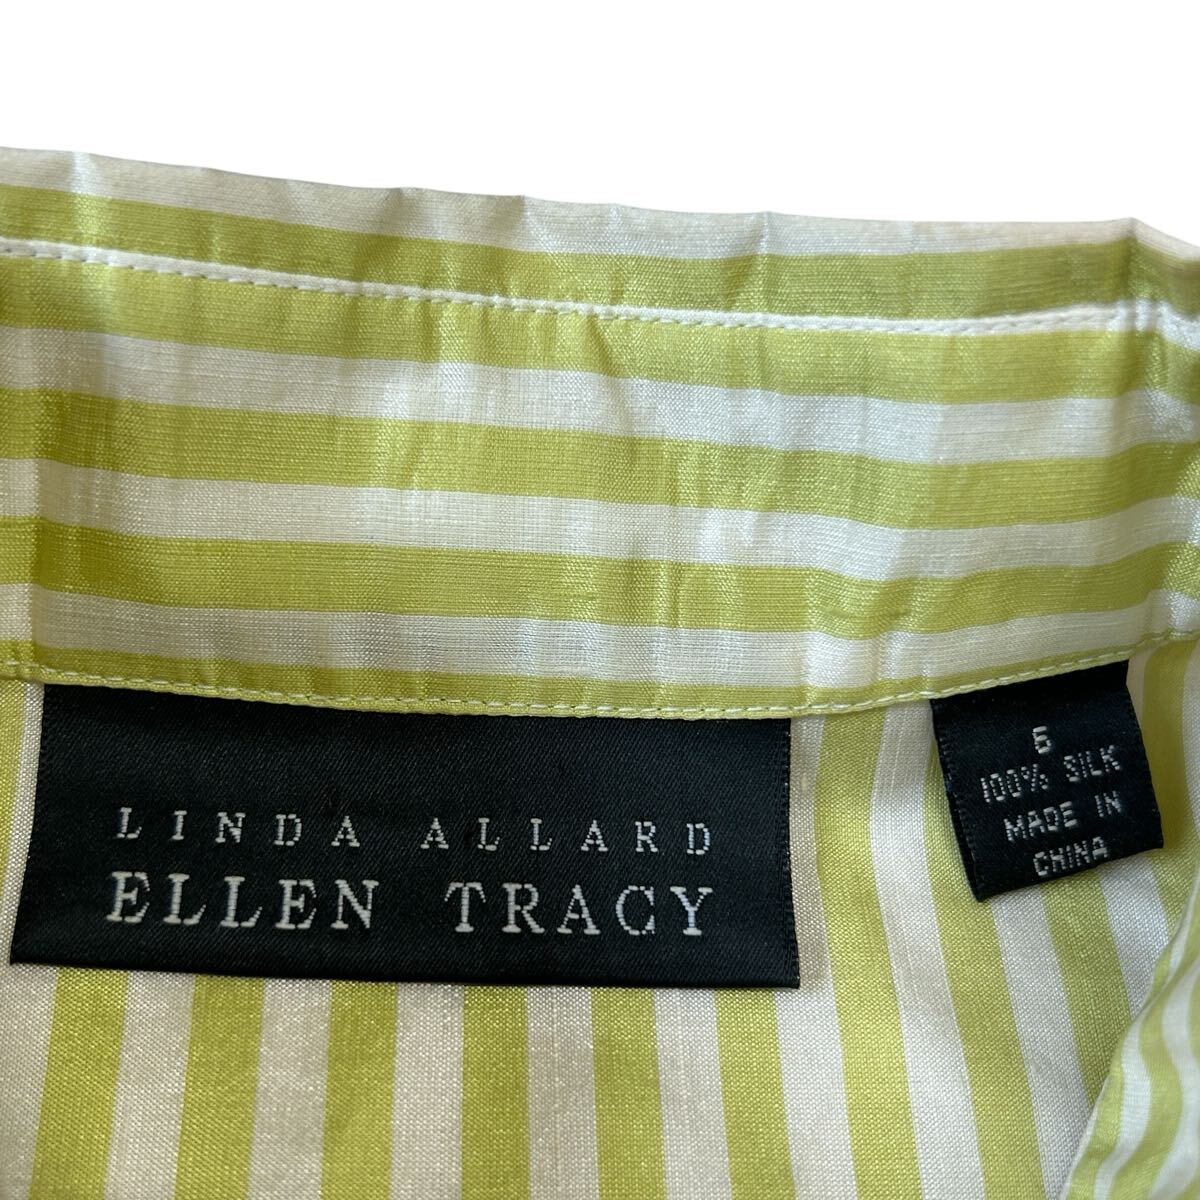 LINDA ALLARD
ELLEN TRACY
6
100% SILK
MADE IN
CHINA